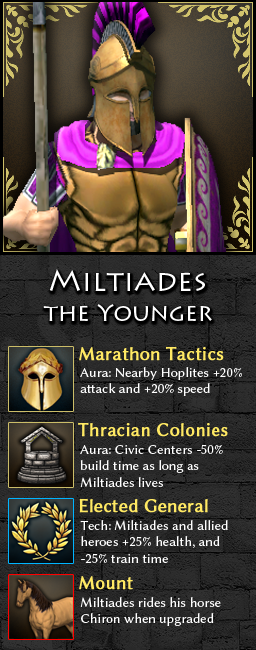 Miltiades
the Younger
Marathon Tactics
Aura: Nearby Hoplites +20%
attack and +20% speed
Thracian Colonies
Aura: Civic Centers -50%
build time as long as
Miltiades lives
Elected General
Tech: Miltiades and allied
heroes +25% health, and
-25% train time
Mount
Miltiades rides his horse
Chiron when upgraded